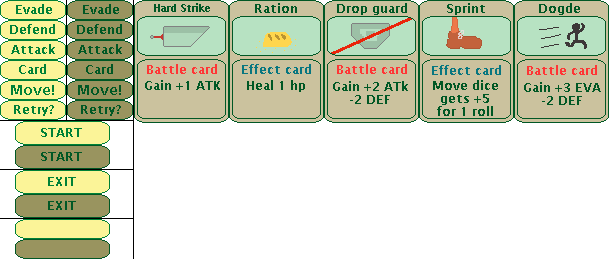 Evade Evade
Defend Defend
Attack Attack
Card Card
Move! Move!
Retry? Retry?
START
START
EXIT
EXIT
Hard Strike
Battle card
Gain +1 ATK
Ration
Effect card
Heal 1 hp
Drop guard
Battle card
Gain +2 ATk
-2 DEF
Sprint
Effect card
Move dice
gets +5
for 1 roll
Dogde
Battle card
Gain +3 EVA
-2 DEF